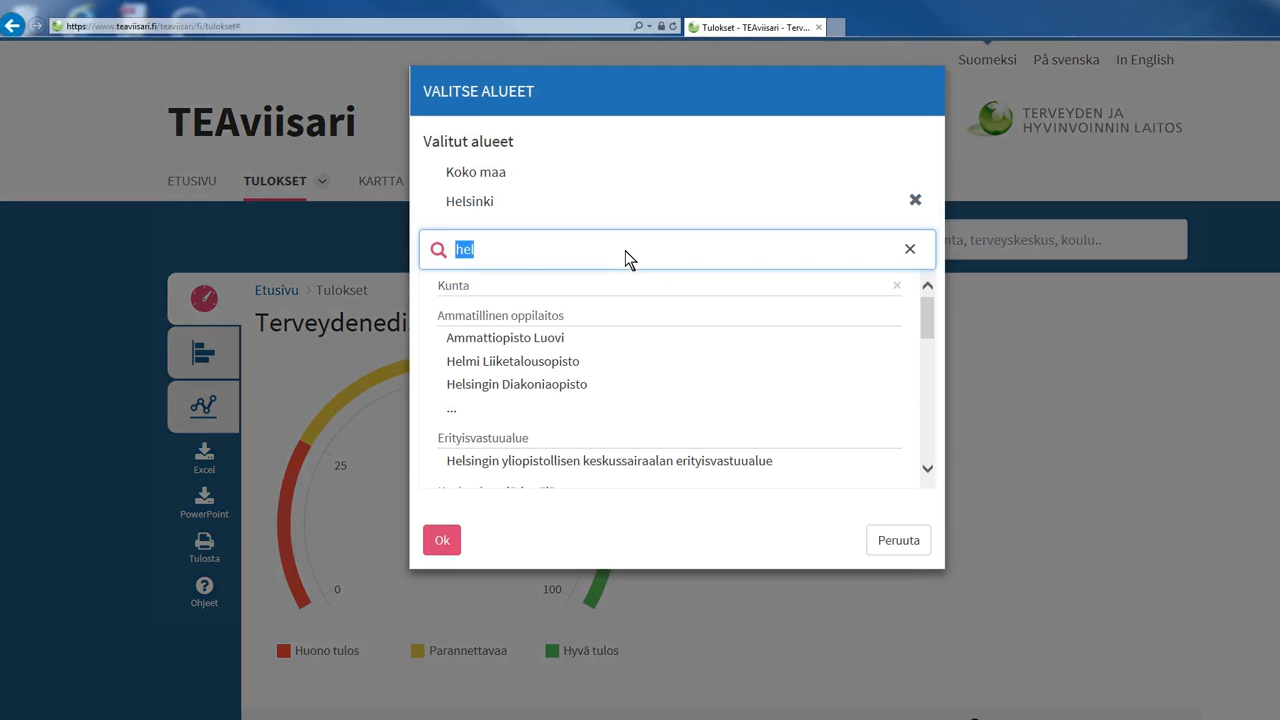 https://www.teaviisari.fi/teaviisari/fi/tulokset#
Tulokset - TEAviisari - Terv...
Suomeksi
På svenska
In English
TEAviisari
TERVEYDEN JA
HYVINVOINNIN LAITOS
ETUSIVU
TULOKSET
KARTTA
VALITSE ALUEET
Valitut alueet
Koko maa
Helsinki
hel
nta, terveyskeskus, koulu..
Kunta
Ammatillinen oppilaitos
Ammattiopisto Luovi
Helmi Liiketalousopisto
Helsingin Diakoniaopisto
...
Erityisvastuualue
Helsingin yliopistollisen keskussairaalan erityisvastuualue
Ok
Peruuta
Etusivu > Tulokset
Terveydenedi
25
0
100
Excel
PowerPoint
Tulosta
Ohjeet
Huono tulos
Parannettavaa
Hyvä tulos